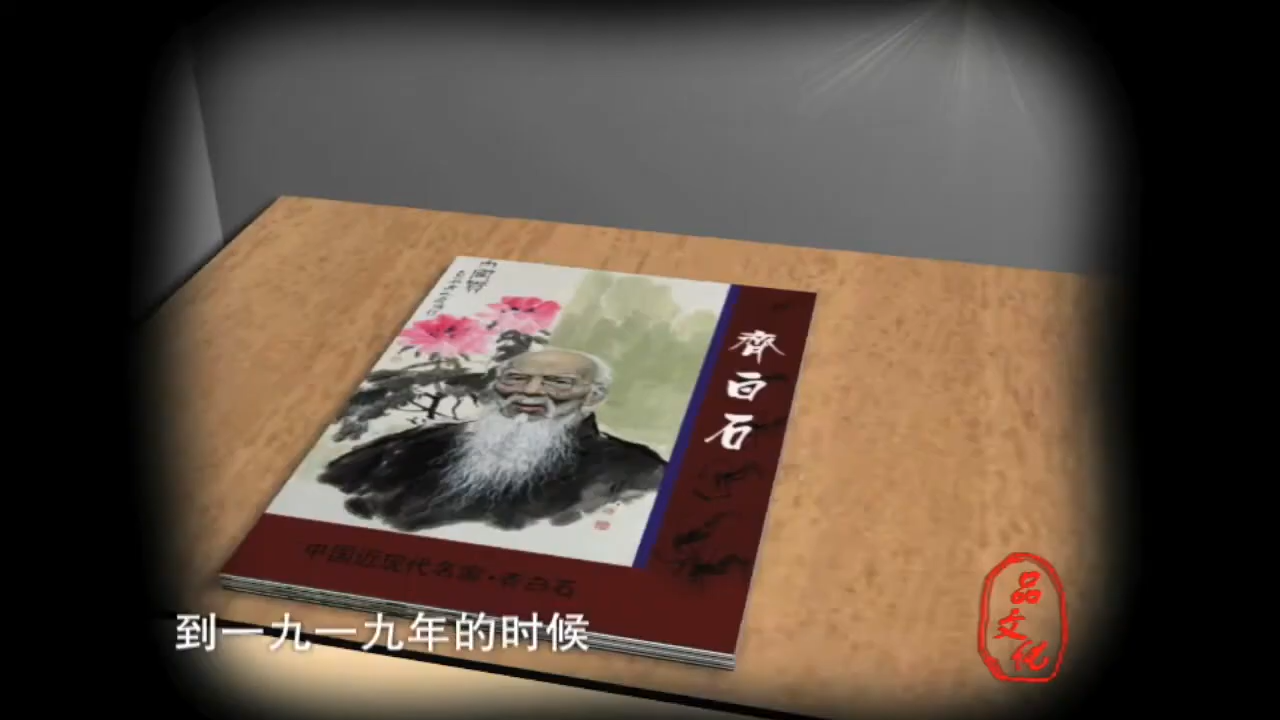 齊白石
中国近现代名家·齐白石
到一九一九年的时候
品文化